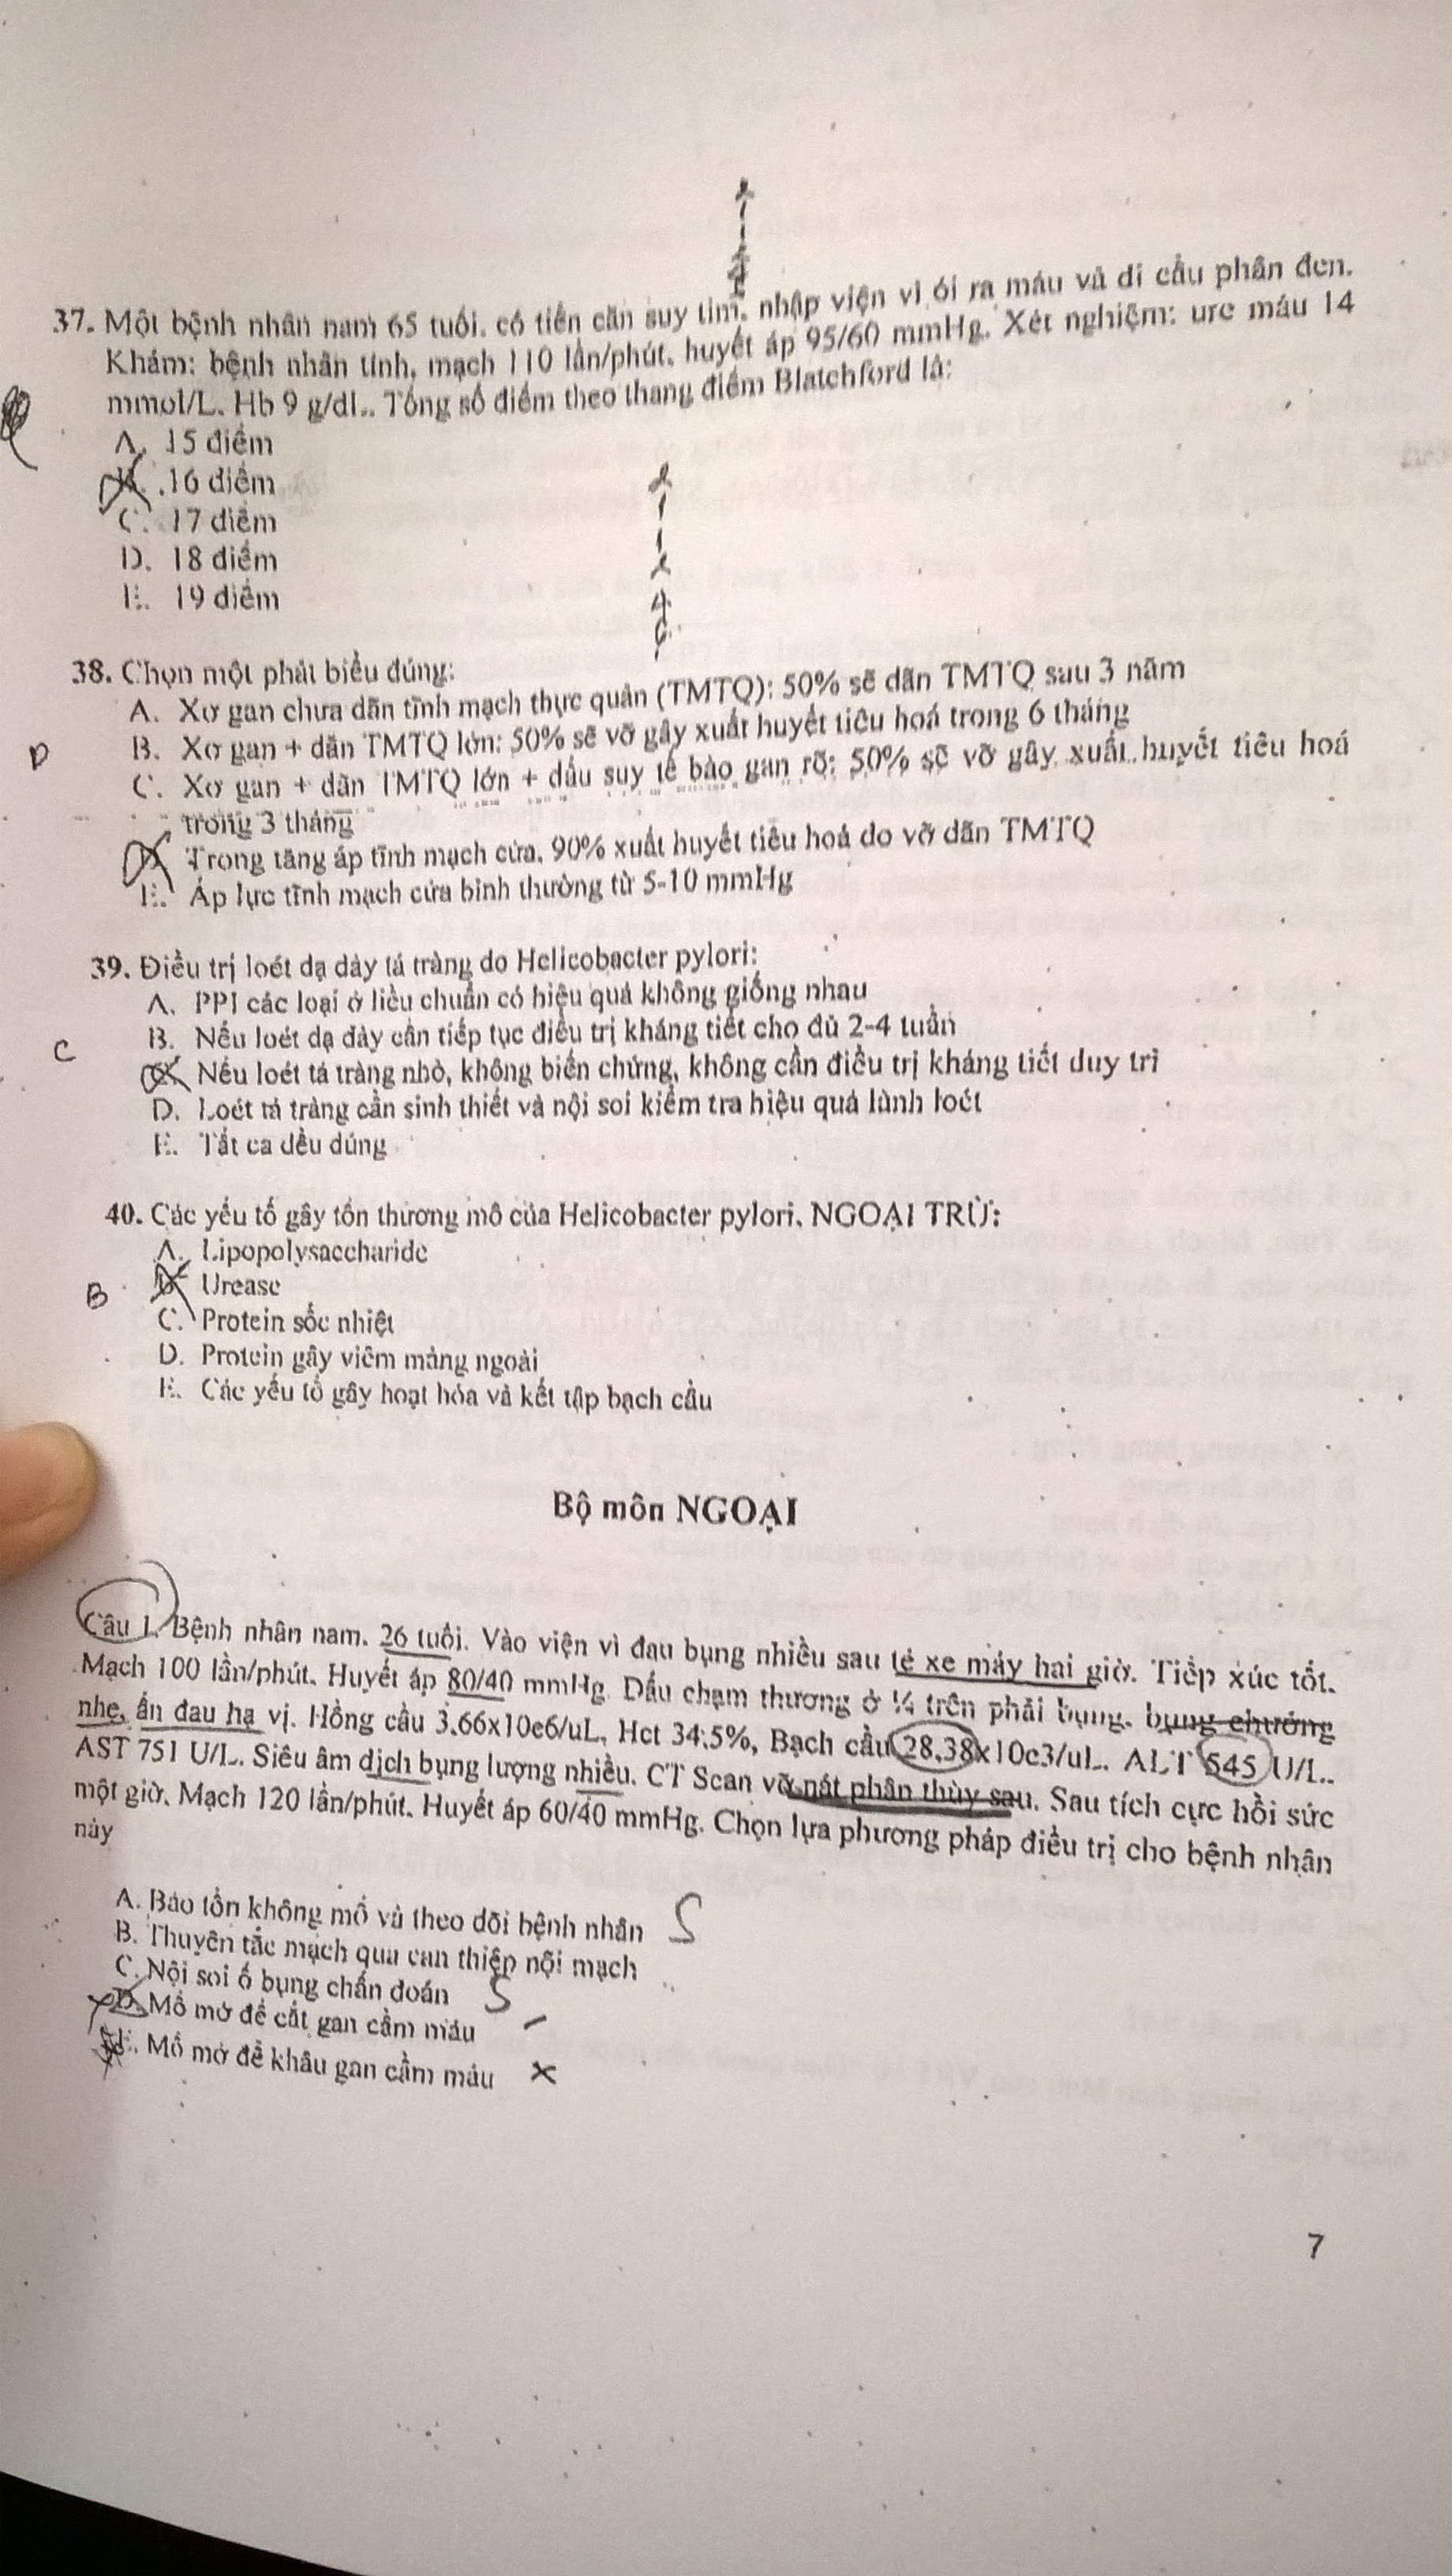 37. Một bệnh nhân nam 65 tuổi. có tiền căn suy tim, nhập viện vì ói ra máu và đi cầu phân đen.
Khám: bệnh nhân tỉnh, mạch 110 lần/phút, huyết áp 95/60 mmHg. Xét nghiệm: ure máu 14
mmol/L. Hb 9 g/dL. Tổng số điểm theo thang điểm Blatchford là:
A. 15 điểm
B. 16 điểm
C. 17 điểm
D. 18 điểm
E. 19 điểm
38. Chọn một phát biểu đúng:
A. Xơ gan chưa dãn tĩnh mạch thực quản (TMTQ): 50% sẽ dãn TMTQ sau 3 năm
B. Xơ gan + dãn TMTQ lớn: 50% sẽ vỡ gây xuất huyết tiêu hoá trong 6 tháng
D
C. Xơ gan + dãn TMTQ lớn + dấu suy tế bào gan rõ: 50% sẽ vỡ gây xuất huyết tiêu hoá
trong 3 tháng
D. Trong tăng áp tĩnh mạch cửa, 90% xuất huyết tiêu hoá do vỡ dãn TMTQ
E. Áp lực tĩnh mạch cửa bình thường từ 5-10 mmHg
39. Điều trị loét dạ dày tá tràng do Helicobacter pylori:
A. PPI các loại ở liều chuẩn có hiệu quả không giống nhau
B. Nếu loét dạ dày cần tiếp tục điều trị kháng tiết cho đủ 2-4 tuần
C
C. Nếu loét tá tràng nhỏ, không biến chứng, không cần điều trị kháng tiết duy trì
D. Loét tá tràng cần sinh thiết và nội soi kiểm tra hiệu quả lành loét
E. Tất cả đều đúng
40. Các yếu tố gây tổn thương mô của Helicobacter pylori, NGOẠI TRỪ:
A. Lipopolysaccharide
B
B. Urease
C. Protein sốc nhiệt
D. Protein gây viêm màng ngoài
E. Các yếu tố gây hoạt hóa và kết tập bạch cầu
Bộ môn NGOẠI
Câu 1. Bệnh nhân nam. 26 tuổi. Vào viện vì đau bụng nhiều sau té xe máy hai giờ. Tiếp xúc tốt.
Mạch 100 lần/phút. Huyết áp 80/40 mmHg. Dấu chạm thương ở ¼ trên phải bụng. bụng chướng
nhẹ, ấn đau hạ vị. Hồng cầu 3.66x10e6/uL, Hct 34.5%, Bạch cầu 28.38x10e3/uL. ALT 545 U/L.
AST 751 U/L. Siêu âm dịch bụng lượng nhiều. CT Scan vỡ nát phân thùy sau. Sau tích cực hồi sức
một giờ. Mạch 120 lần/phút. Huyết áp 60/40 mmHg. Chọn lựa phương pháp điều trị cho bệnh nhân
này
A. Bảo tồn không mổ và theo dõi bệnh nhân S
B. Thuyên tắc mạch qua can thiệp nội mạch
C. Nội soi ổ bụng chẩn đoán S
D. Mổ mở để cắt gan cầm máu
E. Mổ mở để khâu gan cầm máu x
7